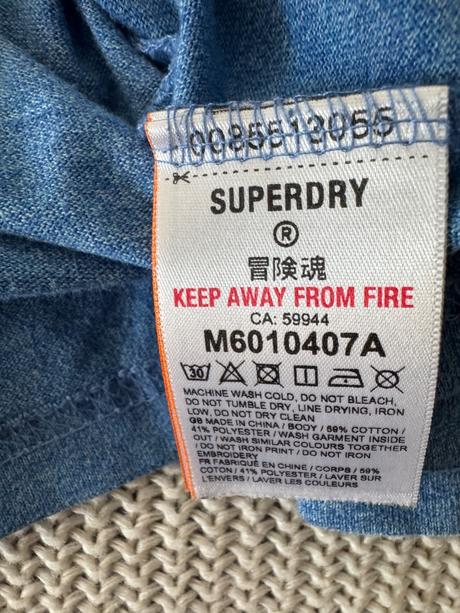 SUPERDRY
®
冒険魂
KEEP AWAY FROM FIRE
CA: 59944
M6010407A
30
MACHINE WASH COLD, DO NOT BLEACH,
DO NOT TUMBLE DRY, LINE DRYING, IRON
LOW, DO NOT DRY CLEAN
GB MADE IN CHINA / BODY / 59% COTTON /
41% POLYESTER / WASH GARMENT INSIDE
OUT / WASH SIMILAR COLOURS TOGETHER
/ DO NOT IRON PRINT / DO NOT IRON
EMBROIDERY
FR FABRIQUÉ EN CHINE / CORPS / 59%
COTON / 41% POLYESTER / LAVER SUR
L'ENVERS / LAVER LES COULEURS